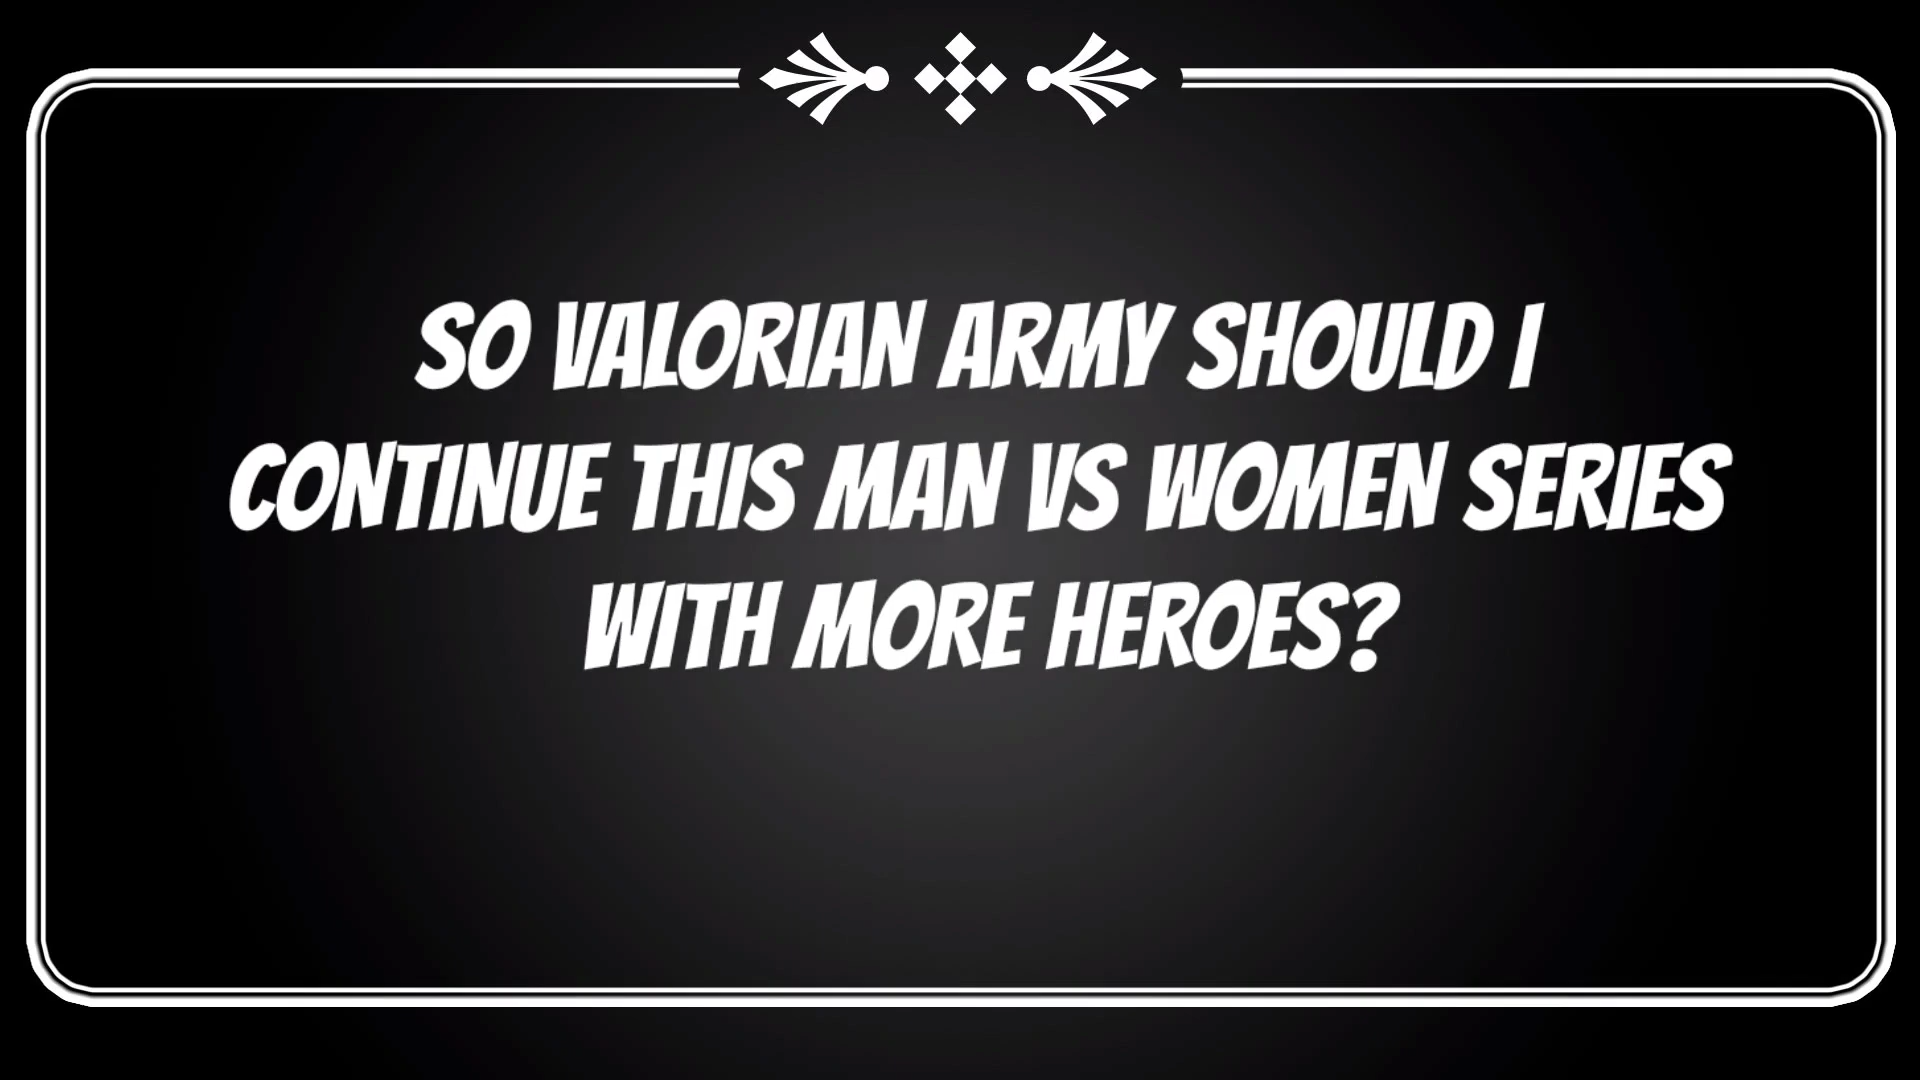 SO VALORIAN ARMY SHOULD I
CONTINUE THIS MAN VS WOMEN SERIES
WITH MORE HEROES?